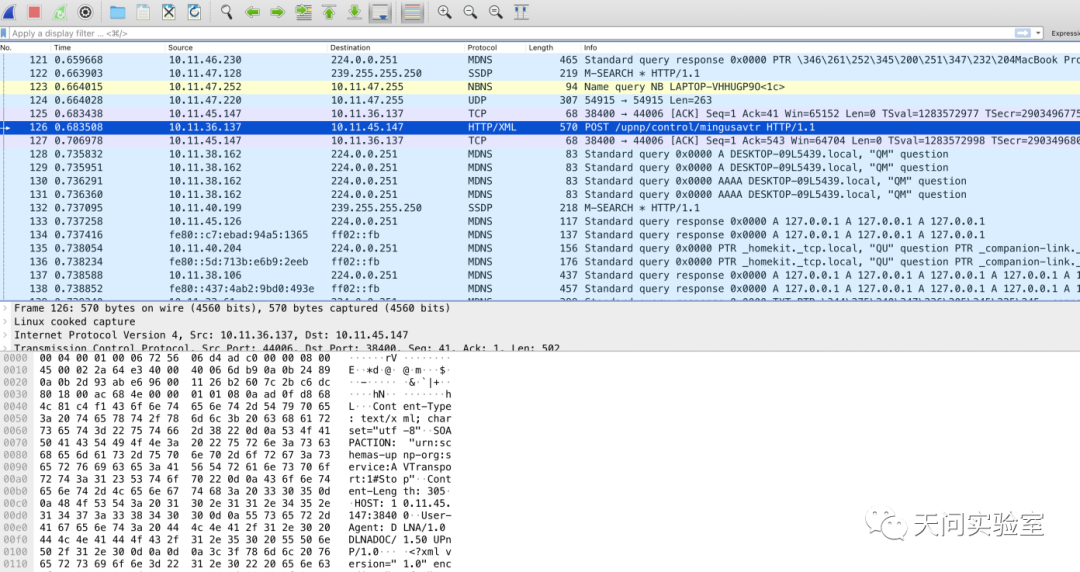 Apply a display filter ... <⌘/>
Expressio
No. Time Source Destination Protocol Length Info
121 0.659668 10.11.46.230 224.0.0.251 MDNS 465 Standard query response 0x0000 PTR \346\261\252\345\200\251\347\232\204MacBook Pro
122 0.663903 10.11.47.128 239.255.255.250 SSDP 219 M-SEARCH * HTTP/1.1
123 0.664015 10.11.47.252 10.11.47.255 NBNS 94 Name query NB LAPTOP-VHHUGP9O<1c>
124 0.664028 10.11.47.220 10.11.47.255 UDP 307 54915 → 54915 Len=263
125 0.683438 10.11.45.147 10.11.36.137 TCP 68 38400 → 44006 [ACK] Seq=1 Ack=41 Win=65152 Len=0 TSval=1283572977 TSecr=2903496775
126 0.683508 10.11.36.137 10.11.45.147 HTTP/XML 570 POST /upnp/control/mingusavtr HTTP/1.1
127 0.706978 10.11.45.147 10.11.36.137 TCP 68 38400 → 44006 [ACK] Seq=1 Ack=543 Win=64704 Len=0 TSval=1283572998 TSecr=290349680
128 0.735832 10.11.38.162 224.0.0.251 MDNS 83 Standard query 0x0000 A DESKTOP-09L5439.local, "QM" question
129 0.735951 10.11.38.162 224.0.0.251 MDNS 83 Standard query 0x0000 A DESKTOP-09L5439.local, "QM" question
130 0.736291 10.11.38.162 224.0.0.251 MDNS 83 Standard query 0x0000 AAAA DESKTOP-09L5439.local, "QM" question
131 0.736360 10.11.38.162 224.0.0.251 MDNS 83 Standard query 0x0000 AAAA DESKTOP-09L5439.local, "QM" question
132 0.737095 10.11.40.199 239.255.255.250 SSDP 218 M-SEARCH * HTTP/1.1
133 0.737258 10.11.45.126 224.0.0.251 MDNS 117 Standard query response 0x0000 A 127.0.0.1 A 127.0.0.1 A 127.0.0.1
134 0.737416 fe80::c7:ebad:94a5:1365 ff02::fb MDNS 137 Standard query response 0x0000 A 127.0.0.1 A 127.0.0.1 A 127.0.0.1
135 0.738054 10.11.40.204 224.0.0.251 MDNS 156 Standard query 0x0000 PTR _homekit._tcp.local, "QU" question PTR _companion-link.
136 0.738234 fe80::5d:713b:e6b9:2eeb ff02::fb MDNS 176 Standard query 0x0000 PTR _homekit._tcp.local, "QU" question PTR _companion-link.
137 0.738588 10.11.38.106 224.0.0.251 MDNS 437 Standard query response 0x0000 A 127.0.0.1 A 127.0.0.1 A 127.0.0.1 A 127.0.0.1 A 1
138 0.738852 fe80::437:4ab2:9bd0:493e ff02::fb MDNS 457 Standard query response 0x0000 A 127.0.0.1 A 127.0.0.1 A 127.0.0.1 A 127.0.0.1 A 1
Frame 126: 570 bytes on wire (4560 bits), 570 bytes captured (4560 bits)
Linux cooked capture
Internet Protocol Version 4, Src: 10.11.36.137, Dst: 10.11.45.147
Transmission Control Protocol, Src Port: 44006, Dst Port: 38400, Seq: 41, Ack: 1, Len: 502
0000 00 04 00 01 00 06 72 56 06 d4 ad c0 00 00 08 00 ······rV ········
0010 45 00 02 2a 64 e3 40 00 40 06 6d b9 0a 0b 24 89 E··*d·@· @·m···$·
0020 0a 0b 2d 93 ab e6 96 00 11 26 b2 60 7c 2b c6 dc ··-····· ·&·`|+··
0030 80 18 00 ac 68 4e 00 00 01 01 08 0a ad 0f d8 68 ····hN·· ·······h
0040 4c 81 c4 f1 43 6f 6e 74 65 6e 74 2d 54 79 70 65 L···Cont ent-Type
0050 3a 20 74 65 78 74 2f 78 6d 6c 3b 20 63 68 61 72 : text/x ml; char
0060 73 65 74 3d 22 75 74 66 2d 38 22 0d 0a 53 4f 41 set="utf -8"··SOA
0070 50 41 43 54 49 4f 4e 3a 20 22 75 72 6e 3a 73 63 PACTION: "urn:sc
0080 68 65 6d 61 73 2d 75 70 6e 70 2d 6f 72 67 3a 73 hemas-up np-org:s
0090 65 72 76 69 63 65 3a 41 56 54 72 61 6e 73 70 6f ervice:A VTranspo
00a0 72 74 3a 31 23 53 74 6f 70 22 0d 0a 43 6f 6e 74 rt:1#Sto p"··Cont
00b0 65 6e 74 2d 4c 65 6e 67 74 68 3a 20 33 30 35 0d ent-Leng th: 305·
00c0 0a 48 4f 53 54 3a 20 31 30 2e 31 31 2e 34 35 2e ·HOST: 1 0.11.45.
00d0 31 34 37 3a 33 38 34 30 30 0d 0a 55 73 65 72 2d 147:3840 0··User-
00e0 41 67 65 6e 74 3a 20 44 4c 4e 41 2f 31 2e 30 20 Agent: D LNA/1.0
00f0 44 4c 4e 41 44 4f 43 2f 31 2e 35 30 20 55 50 6e DLNADOC/ 1.50 UPn
0100 50 2f 31 2e 30 0d 0a 0d 0a 3c 3f 78 6d 6c 20 76 P/1.0··· ·<?xml v
0110 65 72 73 69 6f 6e 3d 22 31 2e 30 22 20 65 6e 63 ersion=" 1.0" enc
天问实验室